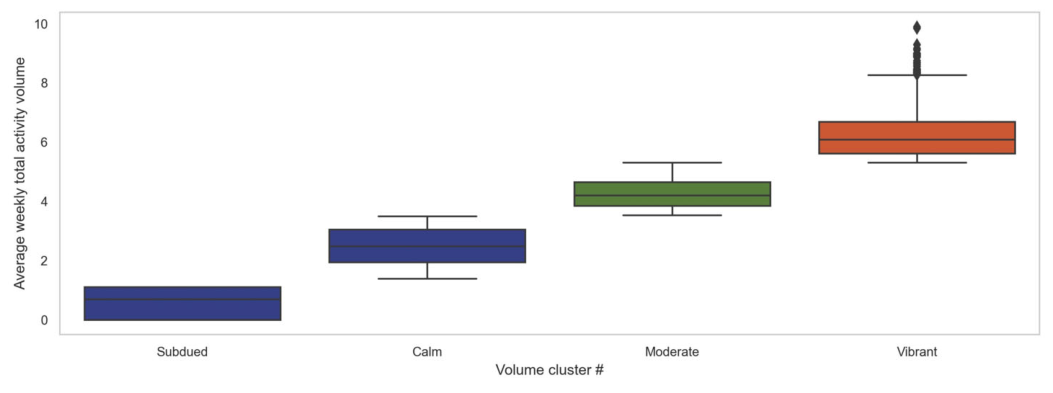 Average weekly total activity volume
10
8
6
4
2
0
Subdued Calm Moderate Vibrant
Volume cluster #